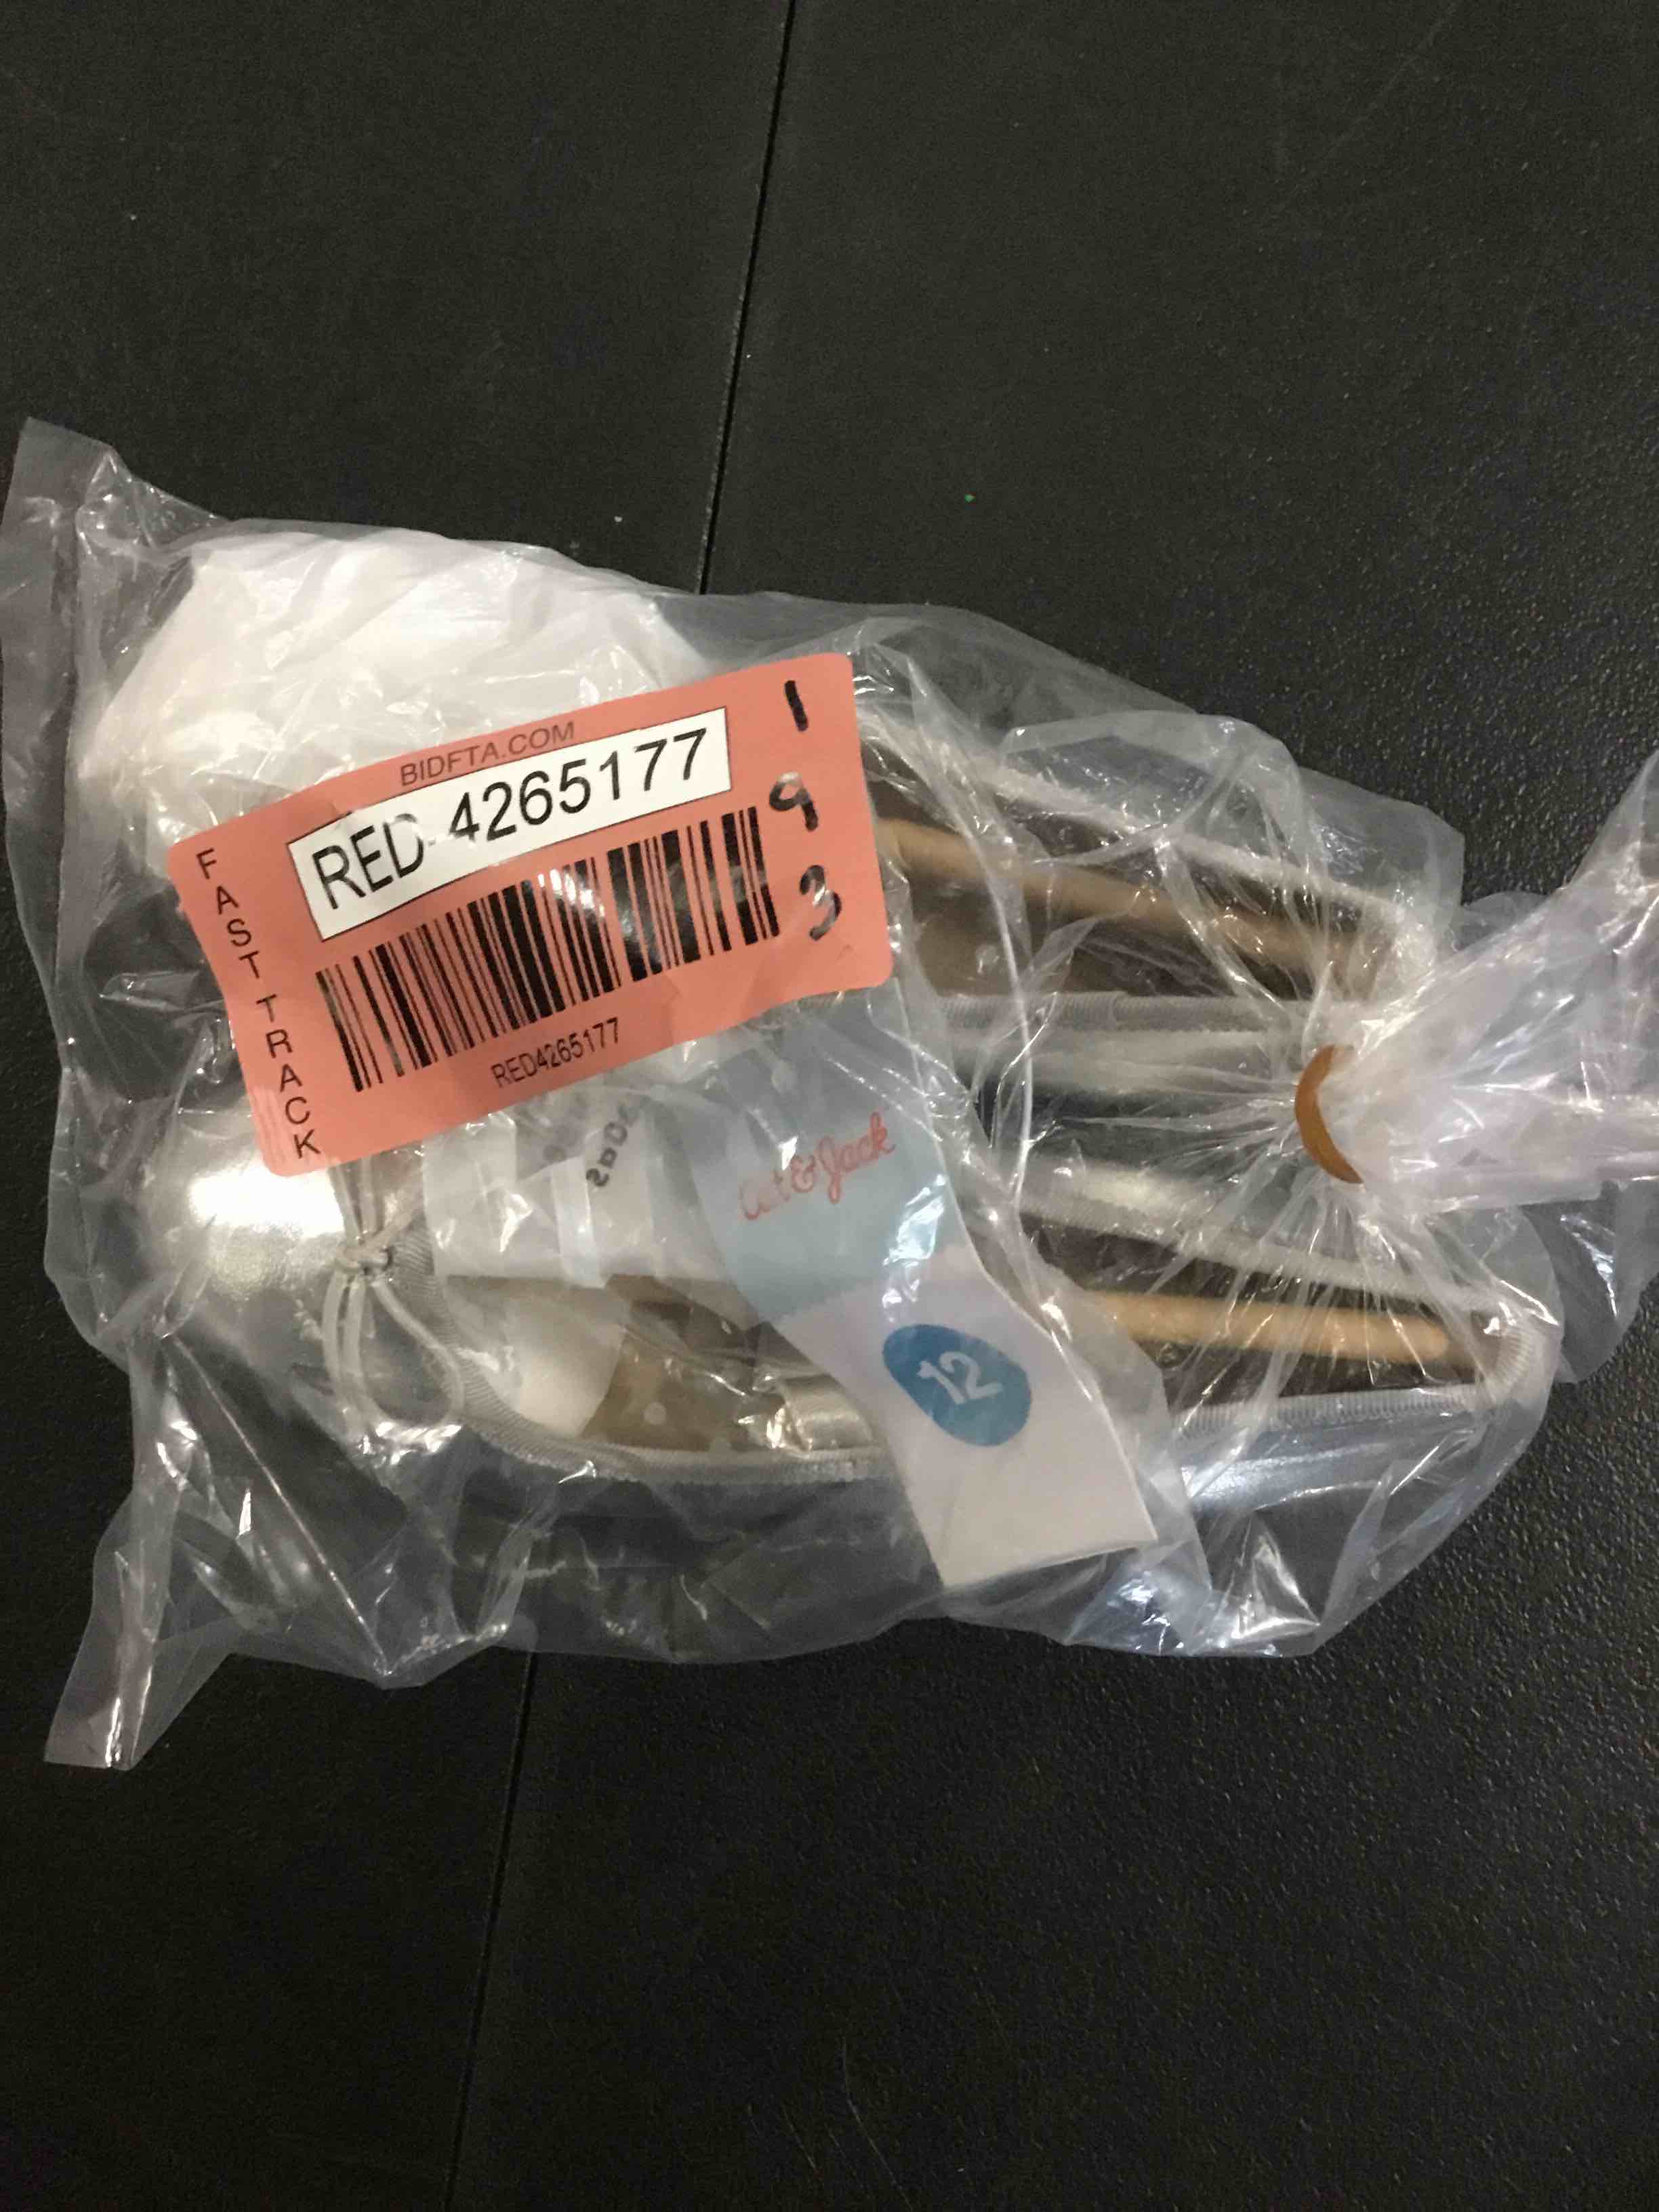 BIDFTA.COM
RED 4265177
FAST TRACK
RED4265177
1
9
3
Cat & Jack
12